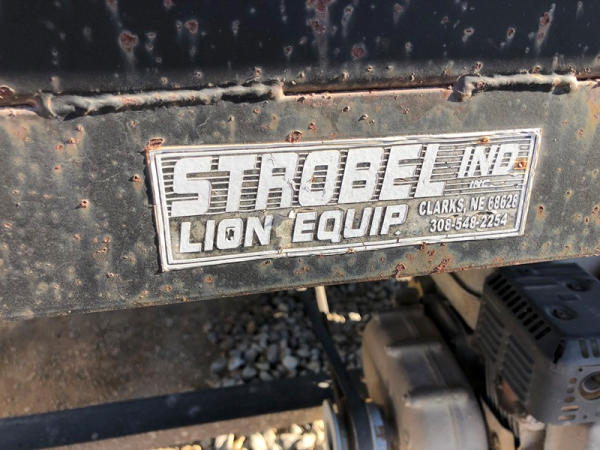 STROBEL IND.
INC.
LION EQUIP.
CLARKS, NE 68628
308-548-2254